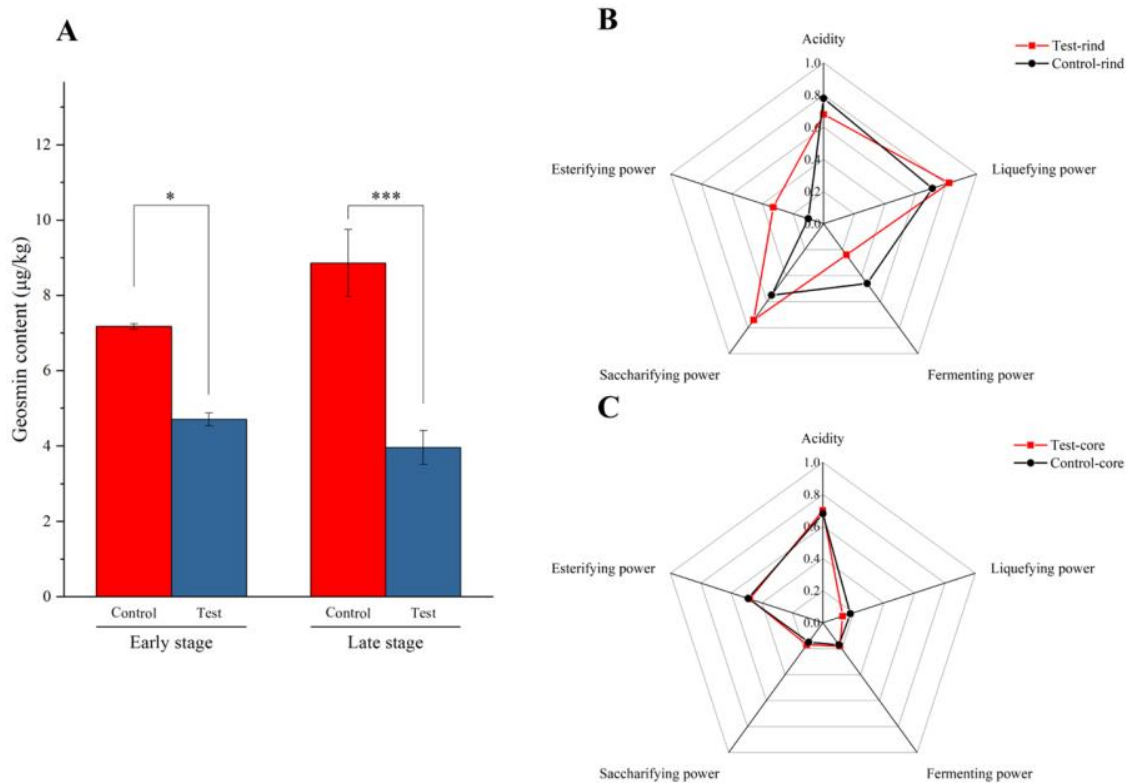 A
Geosmin content (μg/kg)
12
10
8
6
4
2
0
*
***
Control Test Control Test
Early stage Late stage
B
Test-rind
Control-rind
Acidity
1.0
0.8
0.6
0.4
0.2
0.0
Esterifying power
Liquefying power
Saccharifying power
Fermenting power
C
Test-core
Control-core
Acidity
1.0
0.8
0.6
0.4
0.2
0.0
Esterifying power
Liquefying power
Saccharifying power
Fermenting power